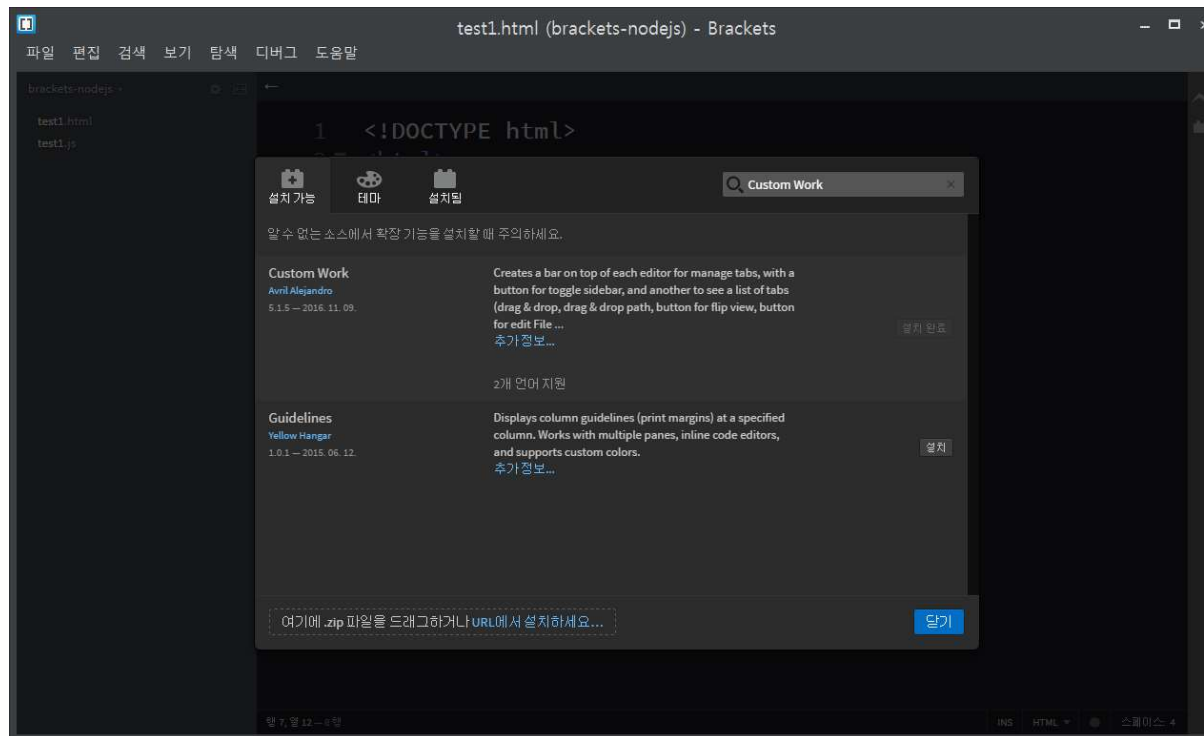 test1.html (brackets-nodejs) - Brackets
파일 편집 검색 보기 탐색 디버그 도움말
brackets-nodejs
test1.html
test1.js
1 <!DOCTYPE html>
설치 가능 테마 설치됨
Custom Work
알 수 없는 소스에서 확장 기능을 설치할 때 주의하세요.
Custom Work
Avril Alejandro
5.1.5 — 2016. 11. 09.
Creates a bar on top of each editor for manage tabs, with a
button for toggle sidebar, and another to see a list of tabs
(drag & drop, drag & drop path, button for flip view, button
for edit File ...
추가 정보...
설치 완료
2개 언어 지원
Guidelines
Yellow Hangar
1.0.1 — 2015. 06. 12.
Displays column guidelines (print margins) at a specified
column. Works with multiple panes, inline code editors,
and supports custom colors.
추가 정보...
설치
여기에 .zip 파일을 드래그하거나 URL에서 설치하세요...
닫기
행 7, 열 12 — 8 행
INS HTML 스페이스: 4